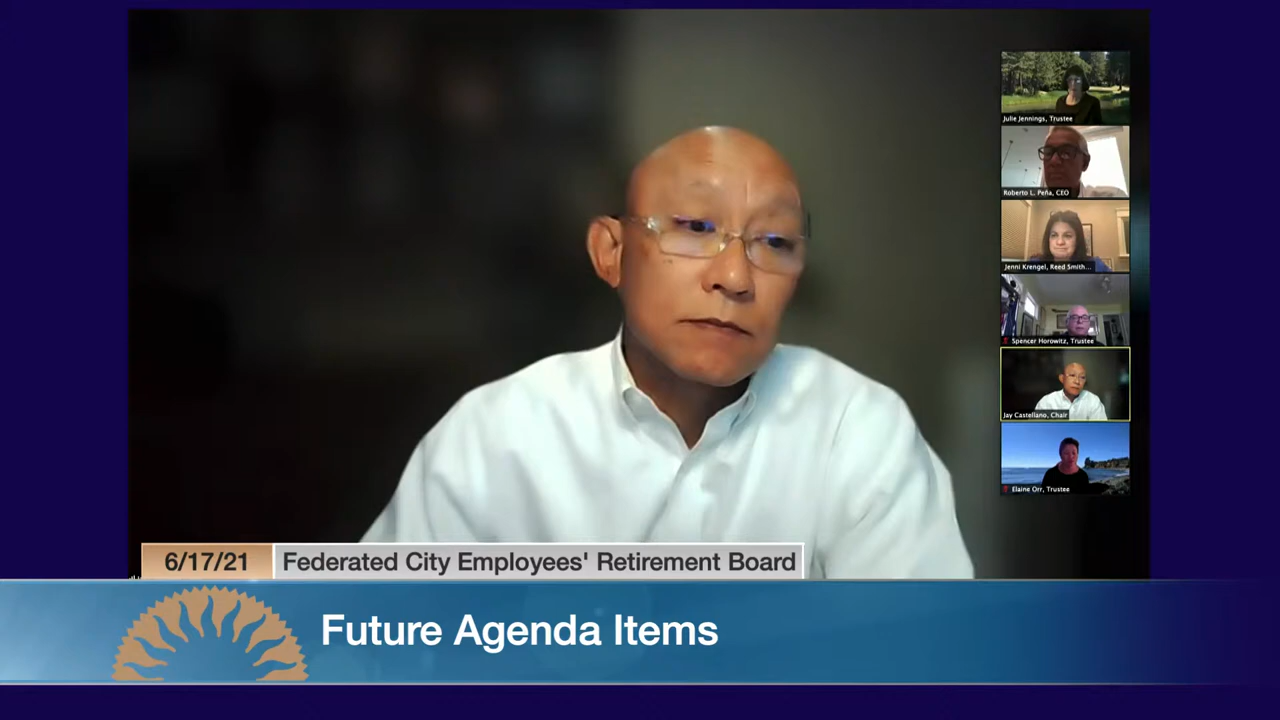 Julie Jennings, Trustee
Roberto L. Peña, CEO
Jenni Krengel, Reed Smith...
Spencer Horowitz, Trustee
Jay Castellano, Chair
Elaine Orr, Trustee
6/17/21 Federated City Employees' Retirement Board
Future Agenda Items